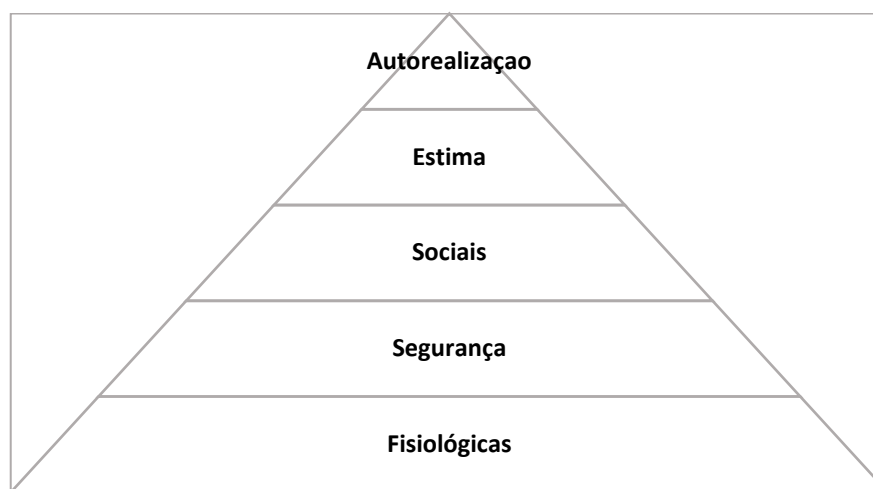 Autorealizaçao
Estima
Sociais
Segurança
Fisiológicas